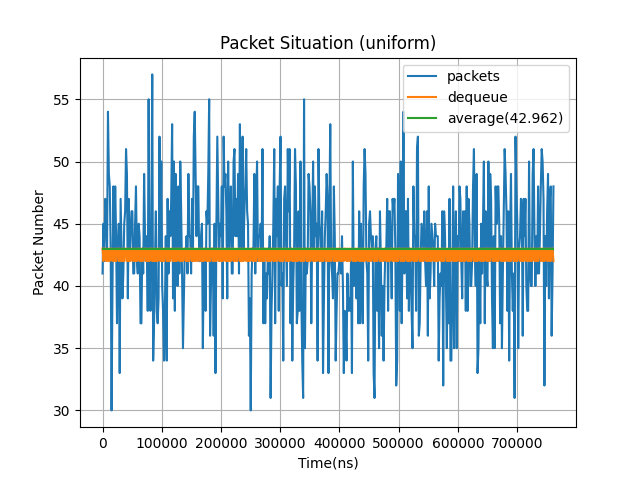 Packet Situation (uniform)
packets
dequeue
average(42.962)
55
50
45
40
35
30
Packet Number
0 100000 200000 300000 400000 500000 600000 700000
Time(ns)